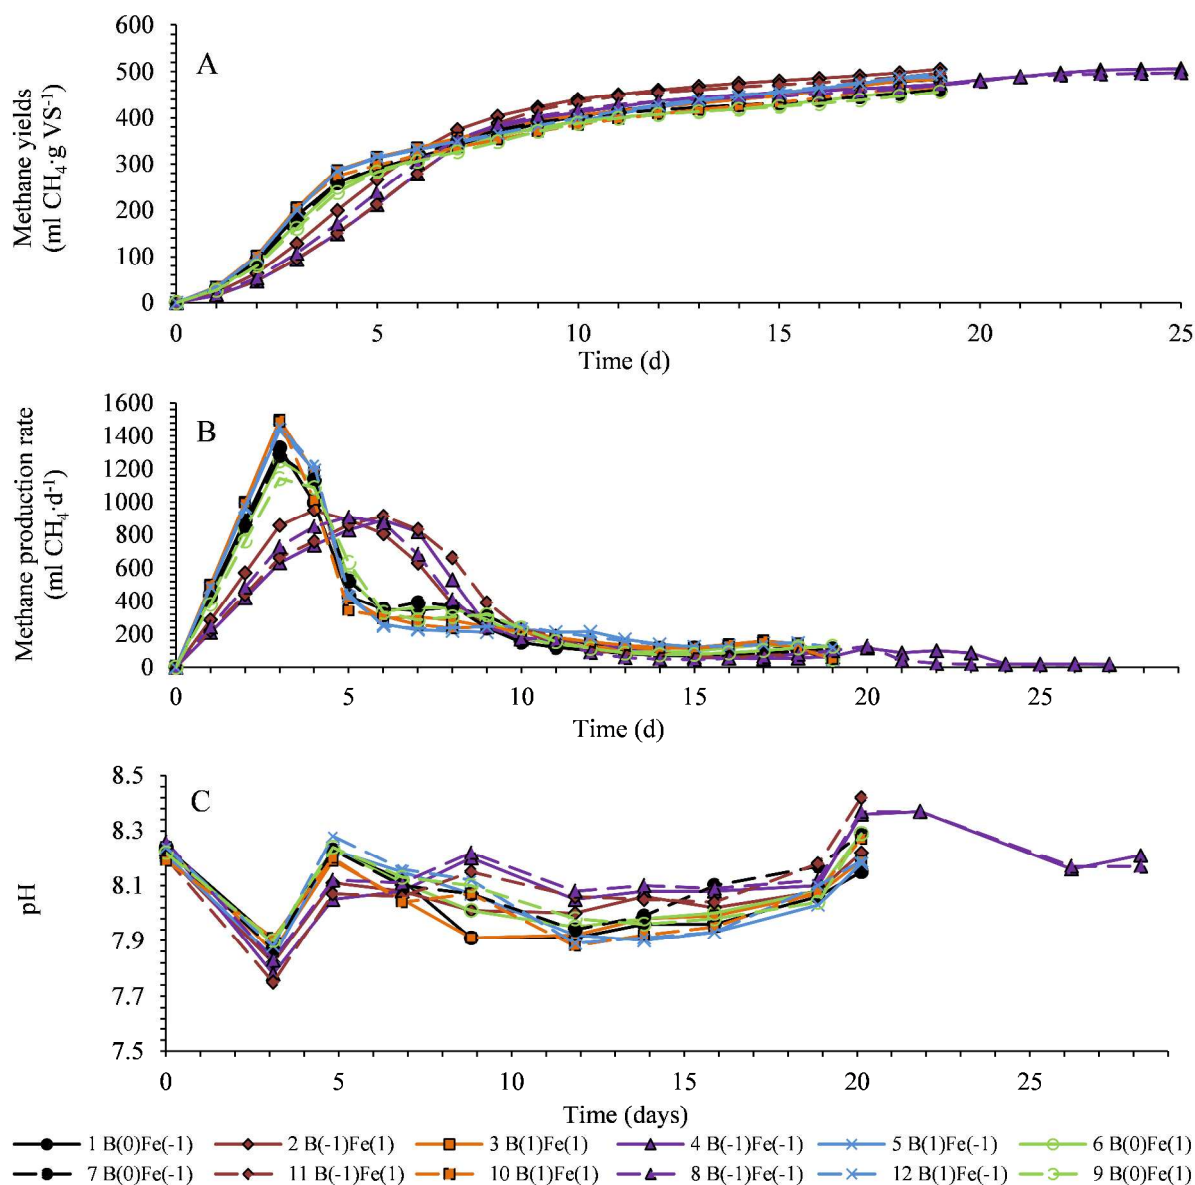 600
500
400
300
200
100
0
Methane yields
(ml CH₄·g VS⁻¹)
A
0 5 10 15 20 25
Time (d)
1600
1400
1200
1000
800
600
400
200
0
Methane production rate
(ml CH₄·d⁻¹)
B
0 5 10 15 20 25
Time (d)
8.5
8.3
8.1
7.9
7.7
7.5
pH
C
0 5 10 15 20 25
Time (days)
1 B(0)Fe(-1) 2 B(-1)Fe(1) 3 B(1)Fe(1) 4 B(-1)Fe(-1) 5 B(1)Fe(-1) 6 B(0)Fe(1)
7 B(0)Fe(-1) 11 B(-1)Fe(1) 10 B(1)Fe(1) 8 B(-1)Fe(-1) 12 B(1)Fe(-1) 9 B(0)Fe(1)